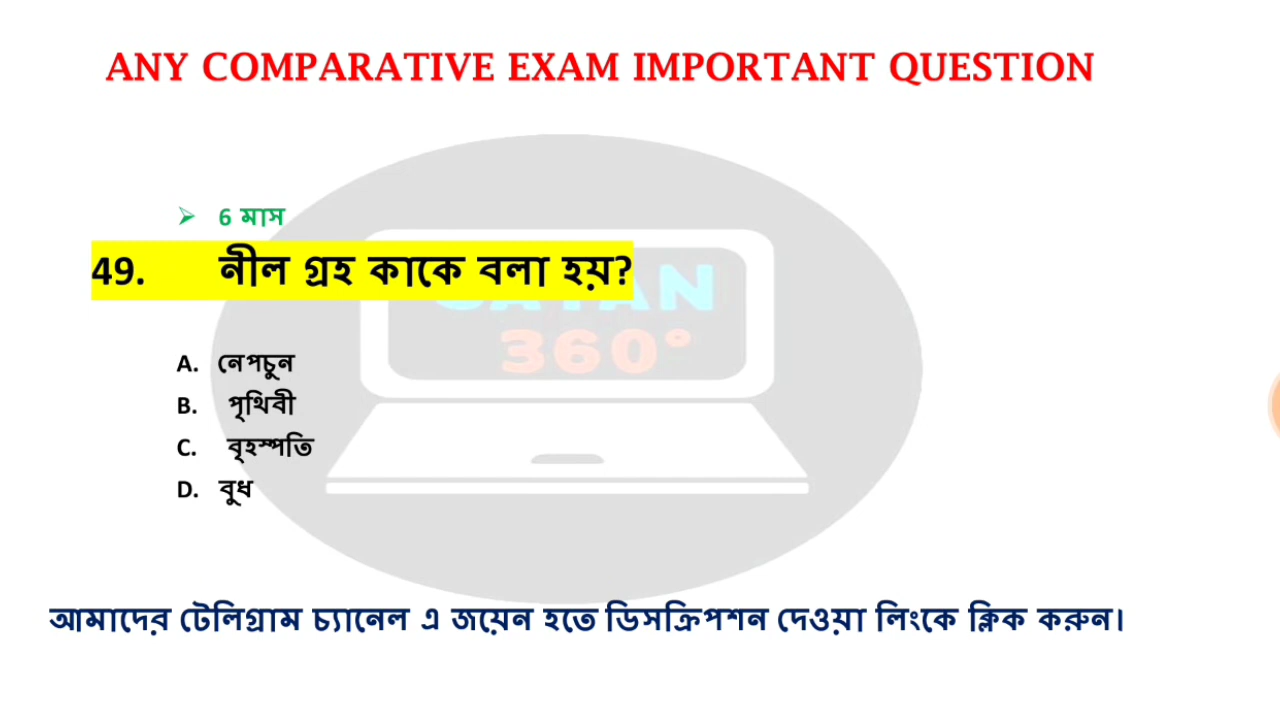 ANY COMPARATIVE EXAM IMPORTANT QUESTION
➢ 6 মাস
49. নীল গ্রহ কাকে বলা হয়?
360°
A. নেপচুন
B. পৃথিবী
C. বৃহস্পতি
D. বুধ
আমাদের টেলিগ্রাম চ্যানেল এ জয়েন হতে ডিসক্রিপশন দেওয়া লিংকে ক্লিক করুন।